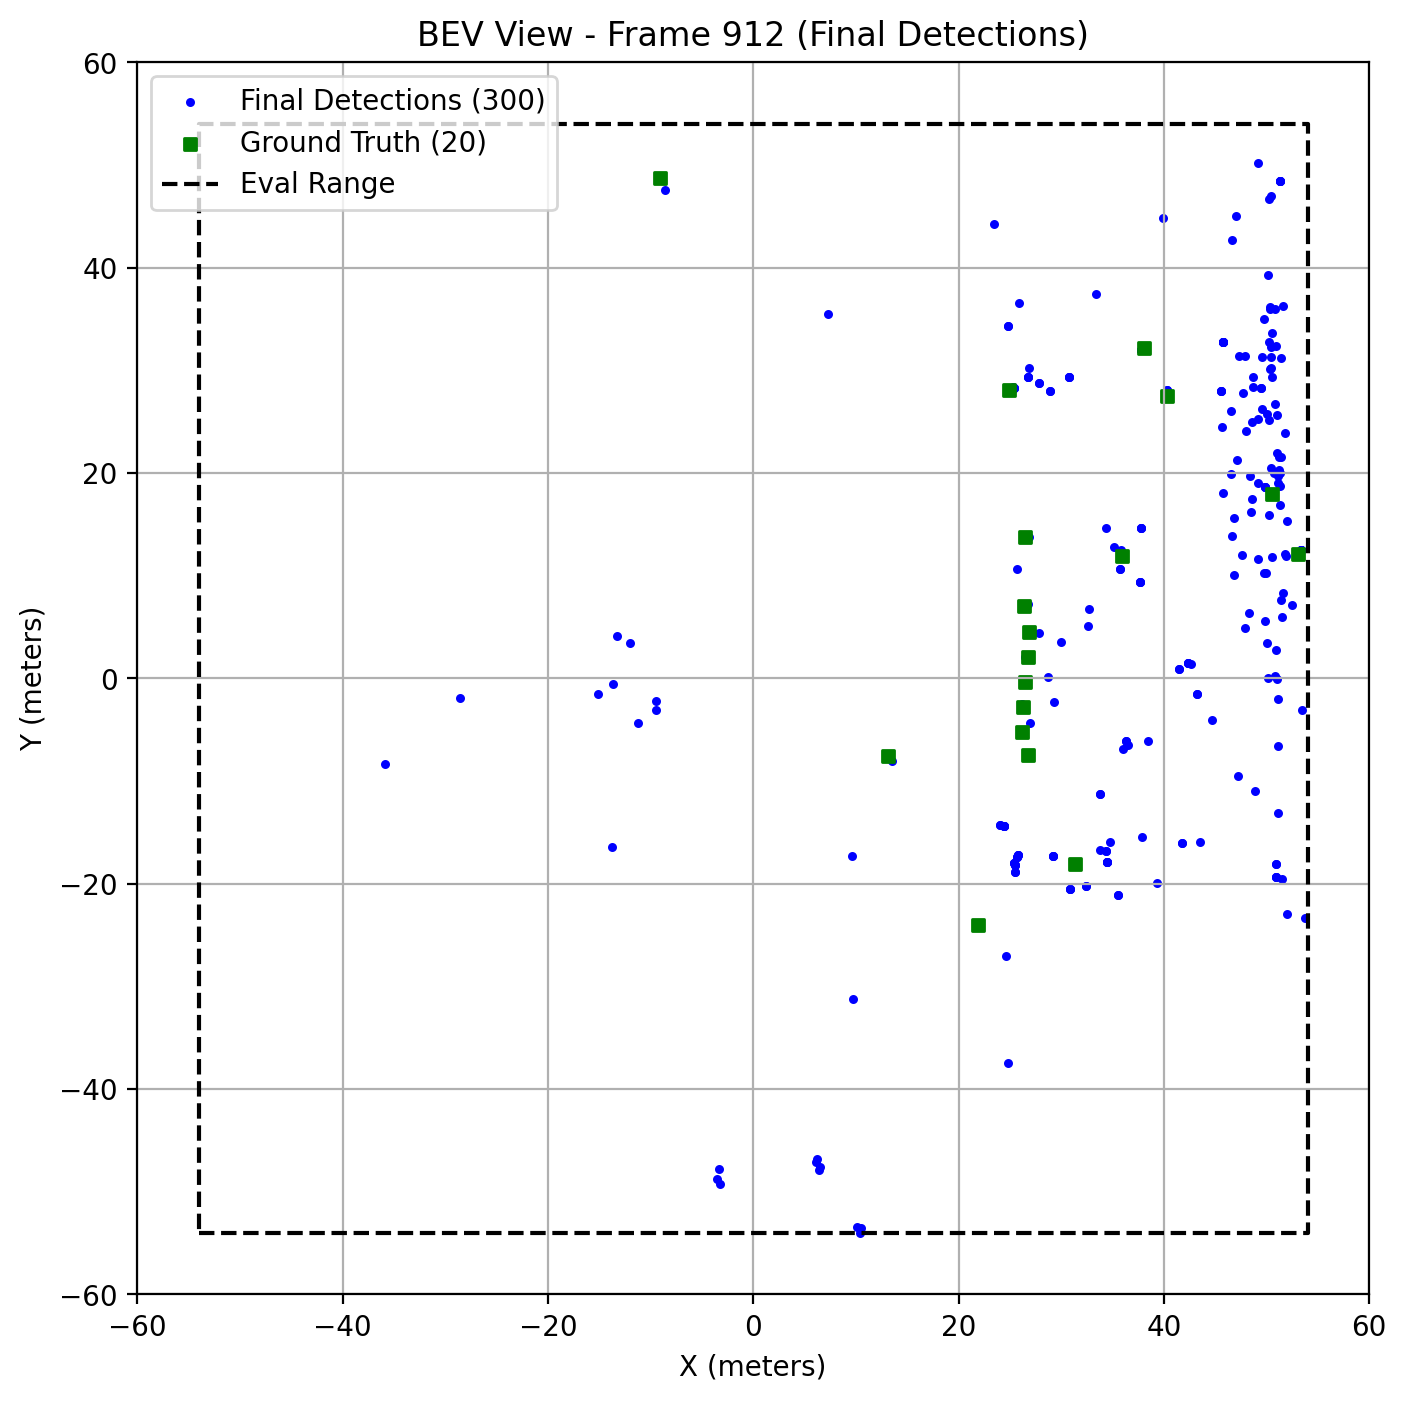 BEV View - Frame 912 (Final Detections)
Final Detections (300)
Ground Truth (20)
Eval Range
60
40
20
0
−20
−40
−60
Y (meters)
−60 −40 −20 0 20 40 60
X (meters)